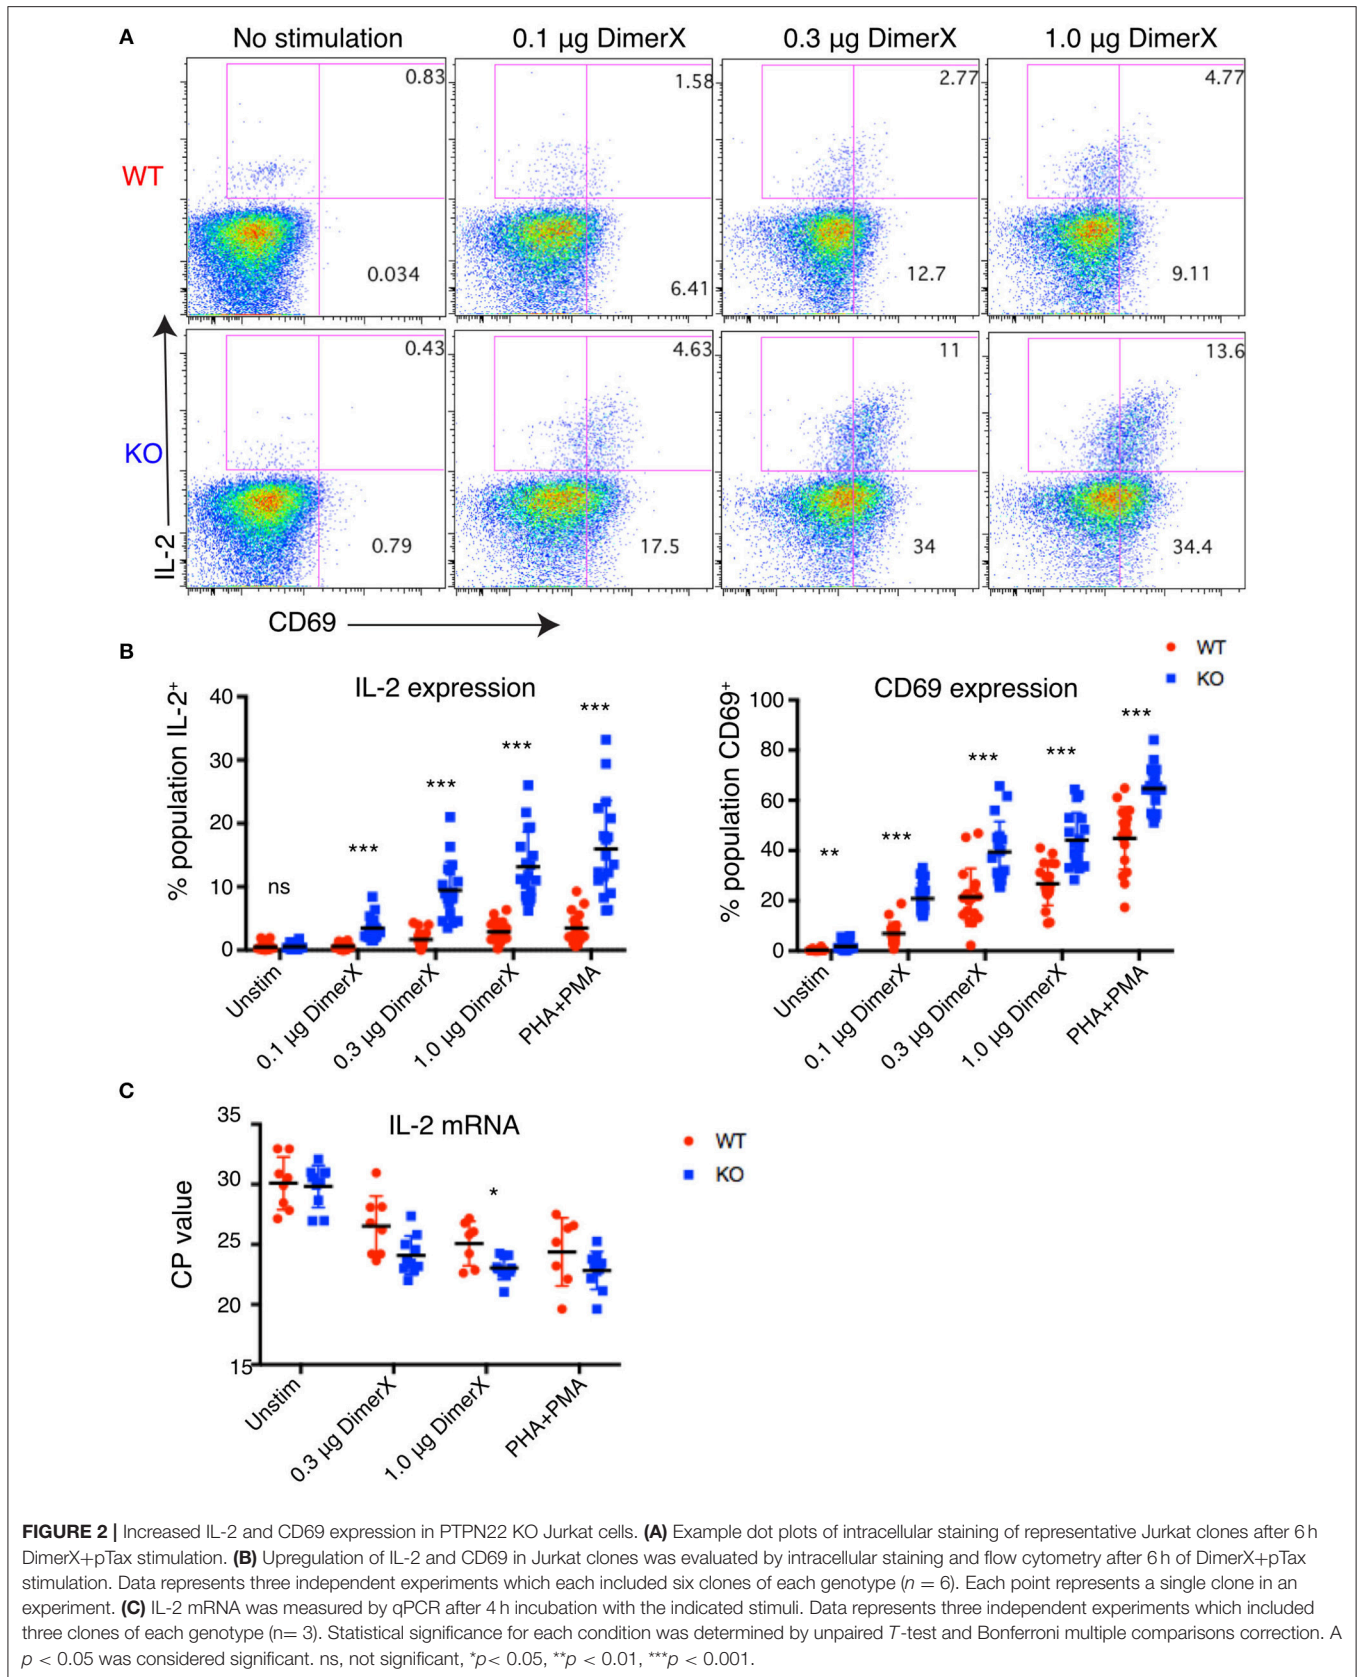 A
No stimulation
0.1 µg DimerX
0.3 µg DimerX
1.0 µg DimerX
WT
0.83
1.58
2.77
4.77
0.034
6.41
12.7
9.11
KO
0.43
4.63
11
13.6
0.79
17.5
34
34.4
IL-2
CD69
B
WT
KO
IL-2 expression
% population IL-2⁺
40
30
20
10
0
ns
***
***
***
***
Unstim
0.1 µg DimerX
0.3 µg DimerX
1.0 µg DimerX
PHA+PMA
CD69 expression
% population CD69⁺
100
80
60
40
20
0
**
***
***
***
***
Unstim
0.1 µg DimerX
0.3 µg DimerX
1.0 µg DimerX
PHA+PMA
C
IL-2 mRNA
CP value
35
30
25
20
15
*
WT
KO
Unstim
0.3 µg DimerX
1.0 µg DimerX
PHA+PMA
FIGURE 2 | Increased IL-2 and CD69 expression in PTPN22 KO Jurkat cells. (A) Example dot plots of intracellular staining of representative Jurkat clones after 6 h
DimerX+pTax stimulation. (B) Upregulation of IL-2 and CD69 in Jurkat clones was evaluated by intracellular staining and flow cytometry after 6 h of DimerX+pTax
stimulation. Data represents three independent experiments which each included six clones of each genotype (n = 6). Each point represents a single clone in an
experiment. (C) IL-2 mRNA was measured by qPCR after 4 h incubation with the indicated stimuli. Data represents three independent experiments which included
three clones of each genotype (n= 3). Statistical significance for each condition was determined by unpaired T-test and Bonferroni multiple comparisons correction. A
p < 0.05 was considered significant. ns, not significant, *p< 0.05, **p < 0.01, ***p < 0.001.